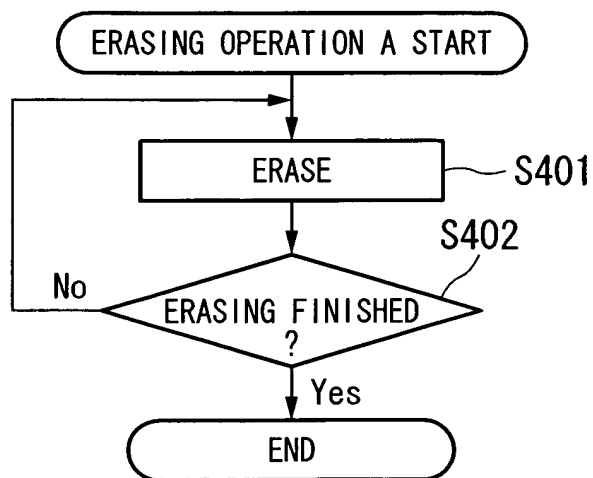 ERASING OPERATION A START
ERASE
S401
S402
No
ERASING FINISHED
?
Yes
END